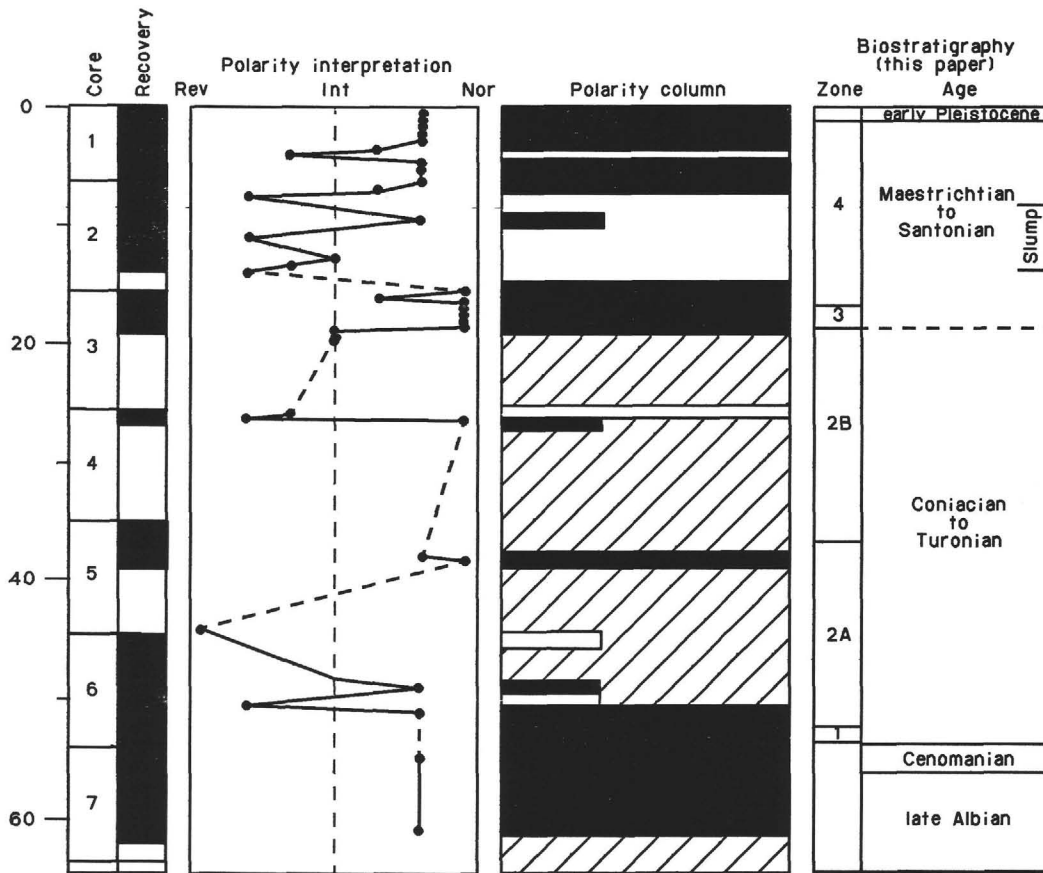 Core
Recovery
Polarity interpretation
Rev Int Nor
Polarity column
Biostratigraphy
(this paper)
Zone Age
0
20
40
60
1
2
3
4
5
6
7
4
3
2B
2A
1
early Pleistocene
Maestrichtian
to
Santonian
Slump
Coniacian
to
Turonian
Cenomanian
late Albian